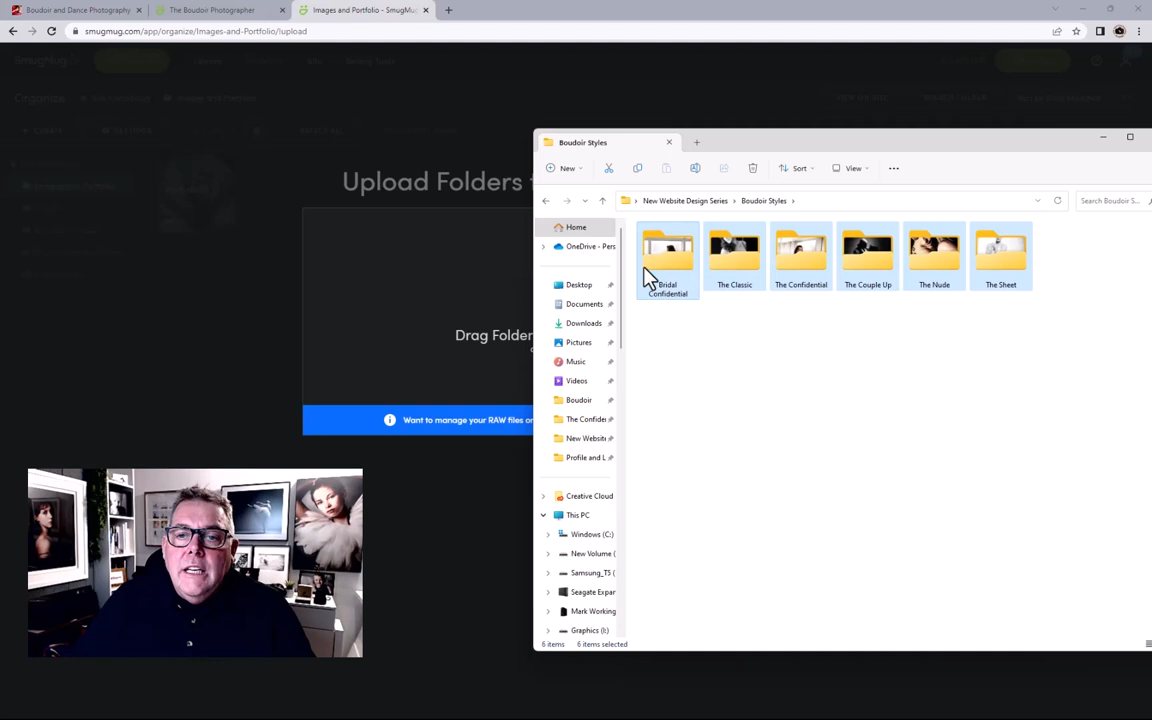 Boudoir and Dance Photography
The Boudoir Photographer
Images and Portfolio - SmugMug
smugmug.com/app/organize/Images-and-Portfolio/upload
SmugMug
Organize
Upload Folders
Drag Folder
Want to manage your RAW files or
Boudoir Styles
New
Sort
View
New Website Design Series
Boudoir Styles
Search Boudoir S...
Home
OneDrive - Pers
Desktop
Documents
Downloads
Pictures
Music
Videos
Boudoir
The Confide
New Website
Profile and L
Creative Cloud
This PC
Windows (C:)
New Volume (
Samsung_T5 (
Seagate Expar
Mark Working
Graphics (I:)
Bridal
Confidential
The Classic
The Confidential
The Couple Up
The Nude
The Sheet
6 items
6 items selected